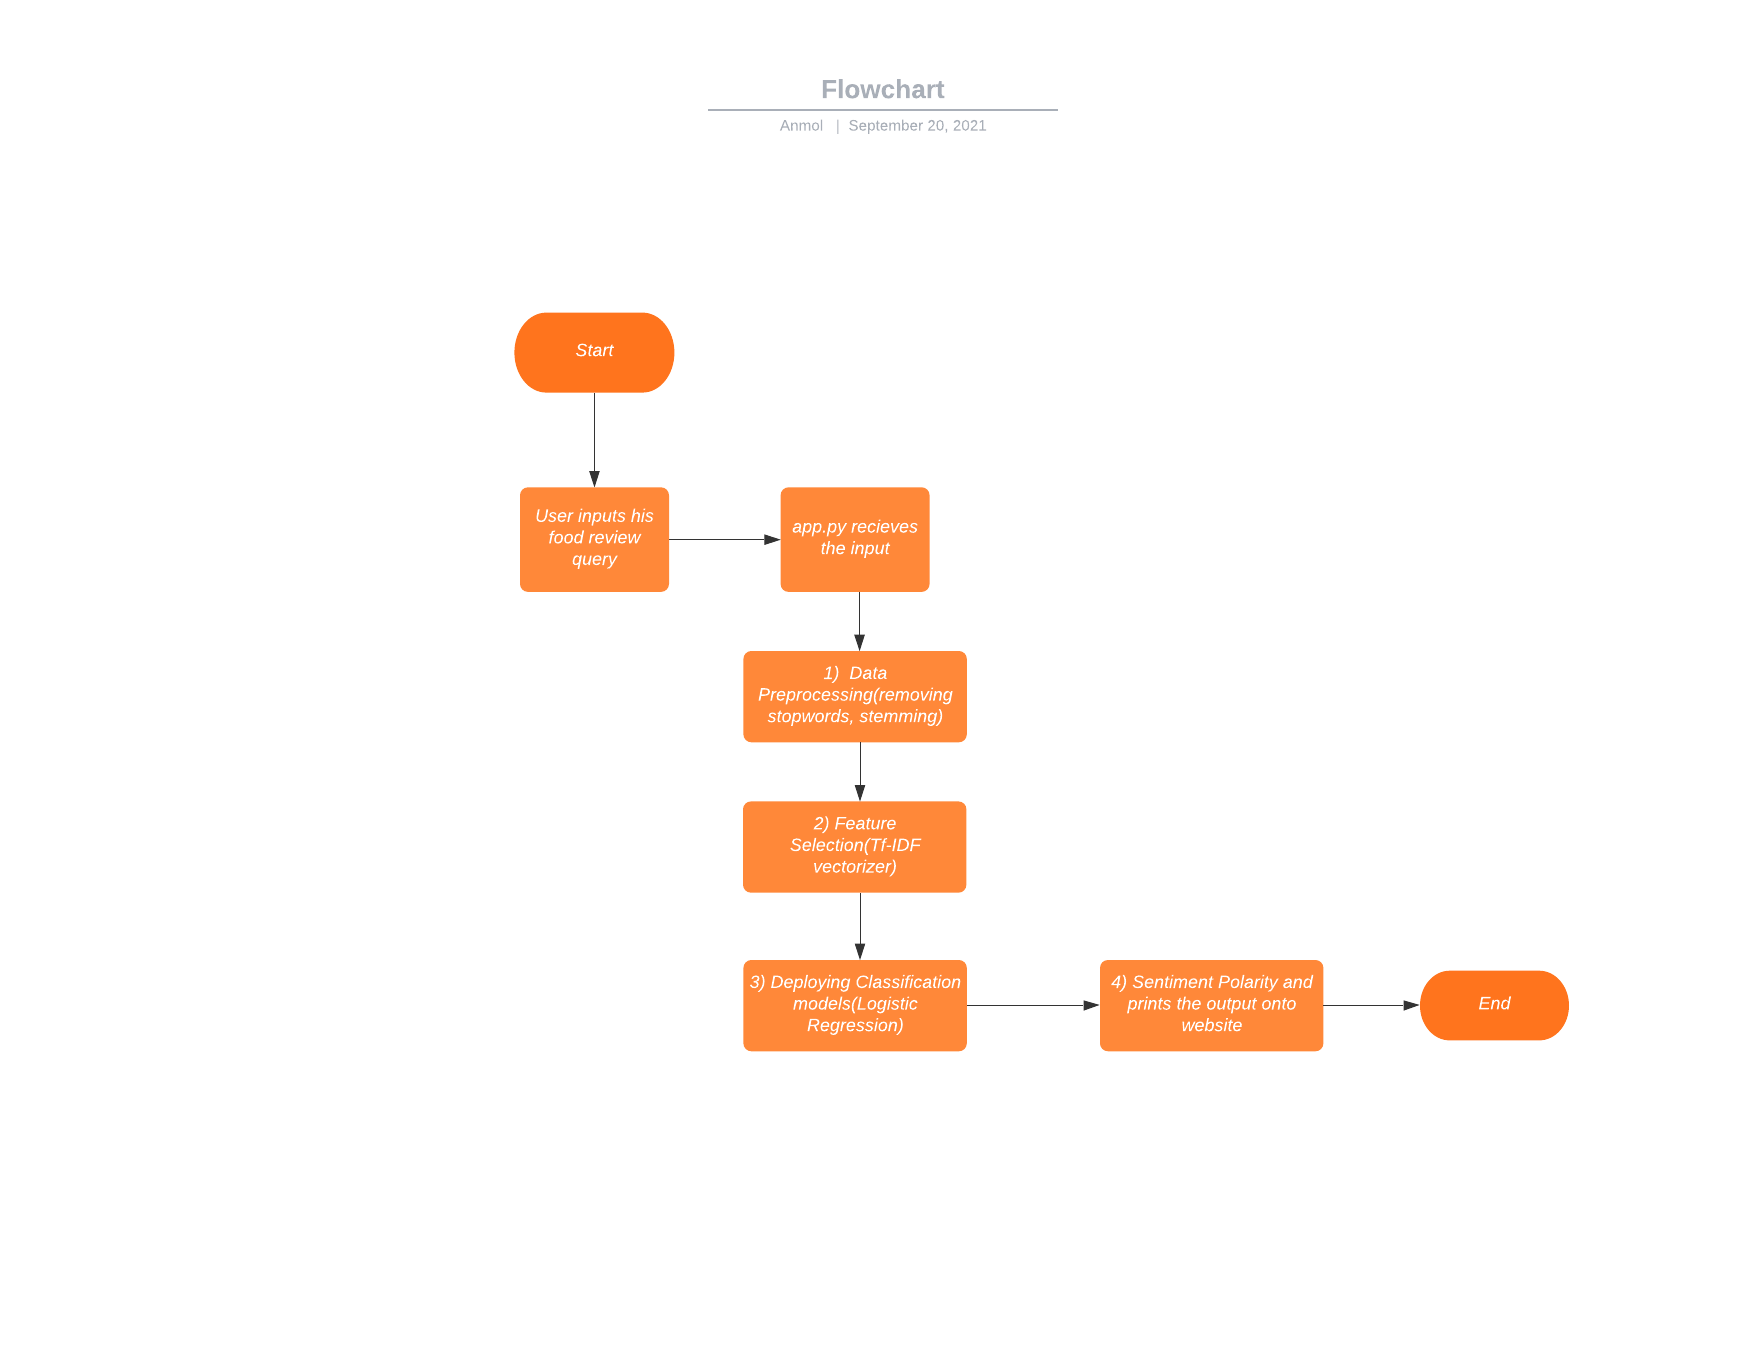 Flowchart
Anmol | September 20, 2021
Start
User inputs his
food review
query
app.py recieves
the input
1)  Data
Preprocessing(removing
stopwords, stemming)
2) Feature
Selection(Tf-IDF
vectorizer)
3) Deploying Classification
models(Logistic
Regression)
4) Sentiment Polarity and
prints the output onto
website
End